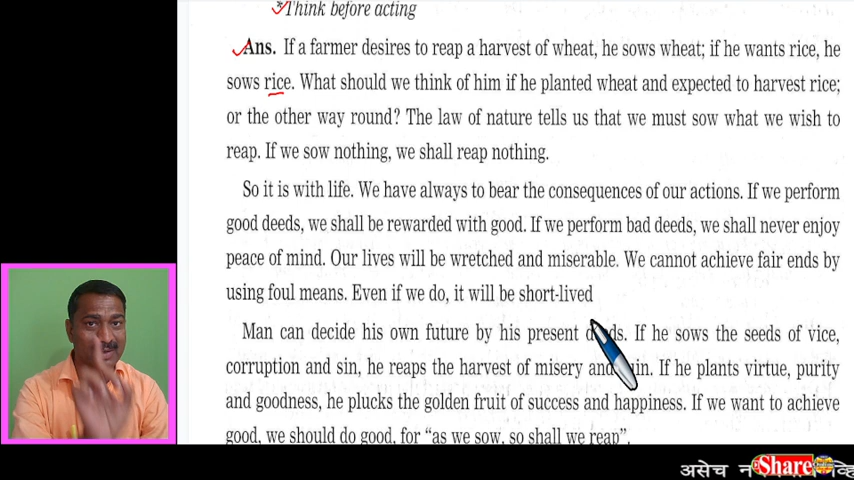 *Think before acting
Ans. If a farmer desires to reap a harvest of wheat, he sows wheat; if he wants rice, he
sows rice. What should we think of him if he planted wheat and expected to harvest rice;
or the other way round? The law of nature tells us that we must sow what we wish to
reap. If we sow nothing, we shall reap nothing.
So it is with life. We have always to bear the consequences of our actions. If we perform
good deeds, we shall be rewarded with good. If we perform bad deeds, we shall never enjoy
peace of mind. Our lives will be wretched and miserable. We cannot achieve fair ends by
using foul means. Even if we do, it will be short-lived
Man can decide his own future by his present If he sows the seeds of vice,
corruption and sin, he reaps the harvest of misery and If he plants virtue, purity
and goodness, he plucks the golden fruit of success and happiness. If we want to achieve
good, we should do good, for “as we sow, so shall we reap”.
असेच
Share